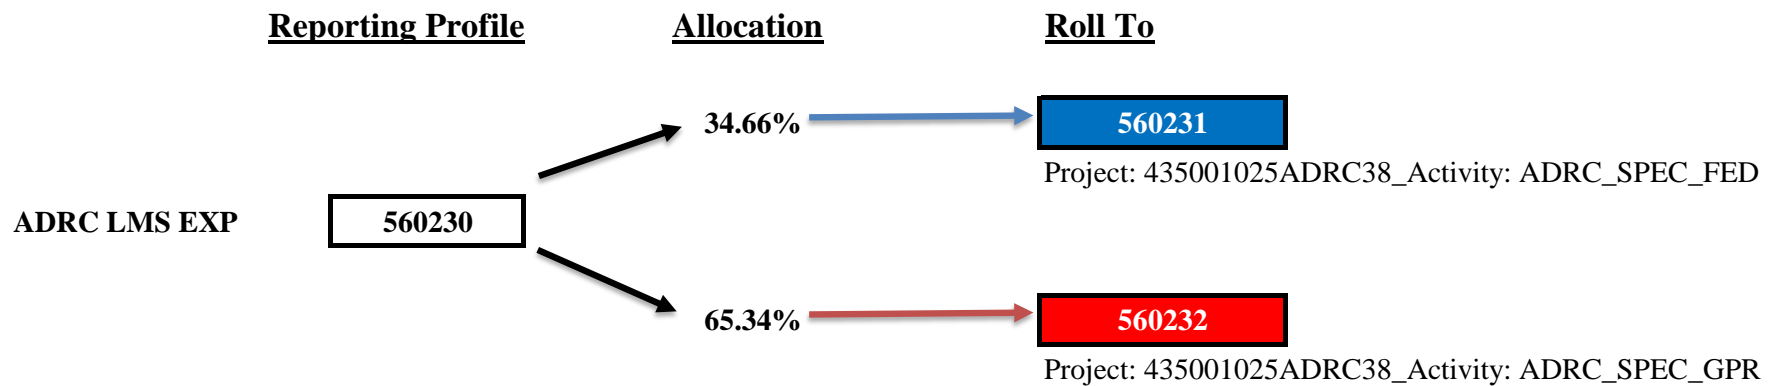 Reporting Profile Allocation Roll To
34.66% 560231
Project: 435001025ADRC38_Activity: ADRC_SPEC_FED
ADRC LMS EXP 560230
65.34% 560232
Project: 435001025ADRC38_Activity: ADRC_SPEC_GPR